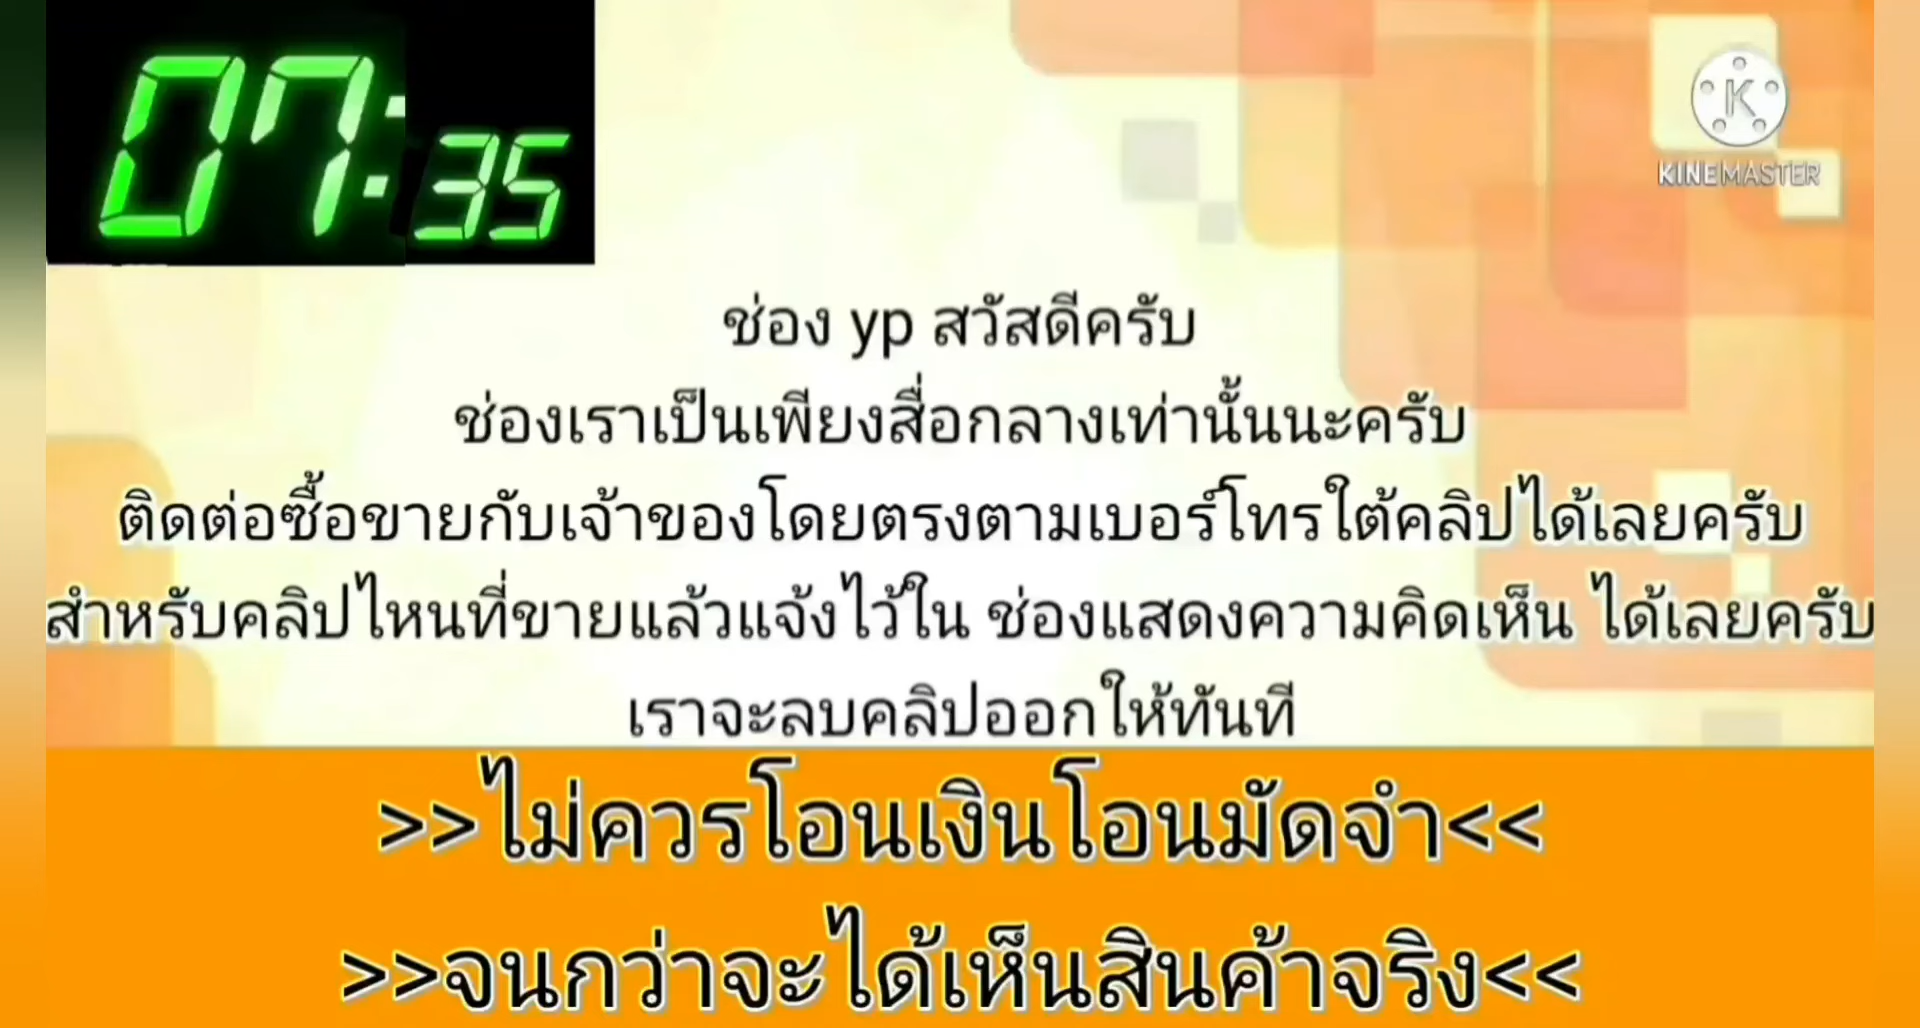 07:35
K
KINEMASTER
ช่อง yp สวัสดีครับ
ช่องเราเป็นเพียงสื่อกลางเท่านั้นนะครับ
ติดต่อซื้อขายกับเจ้าของโดยตรงตามเบอร์โทรใต้คลิปได้เลยครับ
สำหรับคลิปไหนที่ขายแล้วแจ้งไว้ใน ช่องแสดงความคิดเห็น ได้เลยครับ
เราจะลบคลิปออกให้ทันที
>>ไม่ควรโอนเงินโอนมัดจำ<<
>>จนกว่าจะได้เห็นสินค้าจริง<<